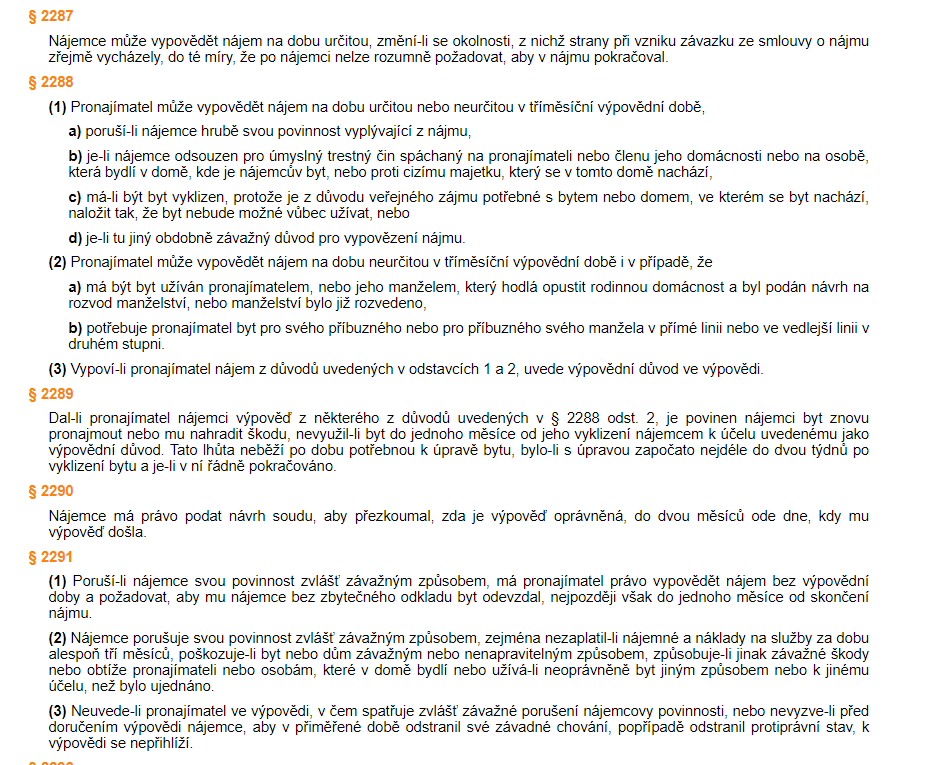 § 2287
Nájemce může vypovědět nájem na dobu určitou, změní-li se okolnosti, z nichž strany při vzniku závazku ze smlouvy o nájmu
zřejmě vycházely, do té míry, že po nájemci nelze rozumně požadovat, aby v nájmu pokračoval.
§ 2288
(1) Pronajímatel může vypovědět nájem na dobu určitou nebo neurčitou v tříměsíční výpovědní době,
a) poruší-li nájemce hrubě svou povinnost vyplývající z nájmu,
b) je-li nájemce odsouzen pro úmyslný trestný čin spáchaný na pronajímateli nebo členu jeho domácnosti nebo na osobě,
která bydlí v domě, kde je nájemcův byt, nebo proti cizímu majetku, který se v tomto domě nachází,
c) má-li být byt vyklizen, protože je z důvodu veřejného zájmu potřebné s bytem nebo domem, ve kterém se byt nachází,
naložit tak, že byt nebude možné vůbec užívat, nebo
d) je-li tu jiný obdobně závažný důvod pro vypovězení nájmu.
(2) Pronajímatel může vypovědět nájem na dobu neurčitou v tříměsíční výpovědní době i v případě, že
a) má být byt užíván pronajímatelem, nebo jeho manželem, který hodlá opustit rodinnou domácnost a byl podán návrh na
rozvod manželství, nebo manželství bylo již rozvedeno,
b) potřebuje pronajímatel byt pro svého příbuzného nebo pro příbuzného svého manžela v přímé linii nebo ve vedlejší linii v
druhém stupni.
(3) Vypoví-li pronajímatel nájem z důvodů uvedených v odstavcích 1 a 2, uvede výpovědní důvod ve výpovědi.
§ 2289
Dal-li pronajímatel nájemci výpověď z některého z důvodů uvedených v § 2288 odst. 2, je povinen nájemci byt znovu
pronajmout nebo mu nahradit škodu, nevyužil-li byt do jednoho měsíce od jeho vyklizení nájemcem k účelu uvedenému jako
výpovědní důvod. Tato lhůta neběží po dobu potřebnou k úpravě bytu, bylo-li s úpravou započato nejdéle do dvou týdnů po
vyklizení bytu a je-li v ní řádně pokračováno.
§ 2290
Nájemce má právo podat návrh soudu, aby přezkoumal, zda je výpověď oprávněná, do dvou měsíců ode dne, kdy mu
výpověď došla.
§ 2291
(1) Poruší-li nájemce svou povinnost zvlášť závažným způsobem, má pronajímatel právo vypovědět nájem bez výpovědní
doby a požadovat, aby mu nájemce bez zbytečného odkladu byt odevzdal, nejpozději však do jednoho měsíce od skončení
nájmu.
(2) Nájemce porušuje svou povinnost zvlášť závažným způsobem, zejména nezaplatil-li nájemné a náklady na služby za dobu
alespoň tří měsíců, poškozuje-li byt nebo dům závažným nebo nenapravitelným způsobem, způsobuje-li jinak závažné škody
nebo obtíže pronajímateli nebo osobám, které v domě bydlí nebo užívá-li neoprávněně byt jiným způsobem nebo k jinému
účelu, než bylo ujednáno.
(3) Neuvede-li pronajímatel ve výpovědi, v čem spatřuje zvlášť závažné porušení nájemcovy povinnosti, nebo nevyzve-li před
doručením výpovědi nájemce, aby v přiměřené době odstranil své závadné chování, popřípadě odstranil protiprávní stav, k
výpovědi se nepřihlíží.